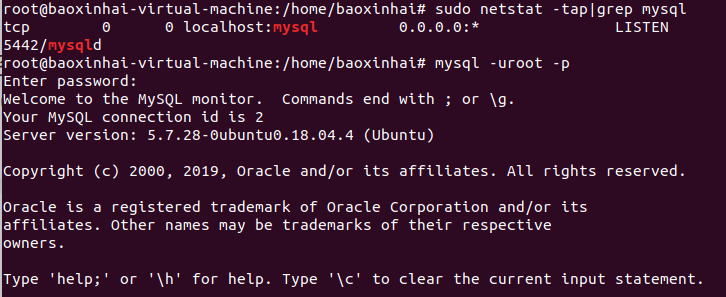 root@baoxinhai-virtual-machine:/home/baoxinhai# sudo netstat -tap|grep mysql
tcp        0      0 localhost:mysql         0.0.0.0:*               LISTEN
5442/mysqld
root@baoxinhai-virtual-machine:/home/baoxinhai# mysql -uroot -p
Enter password:
Welcome to the MySQL monitor.  Commands end with ; or \g.
Your MySQL connection id is 2
Server version: 5.7.28-0ubuntu0.18.04.4 (Ubuntu)

Copyright (c) 2000, 2019, Oracle and/or its affiliates. All rights reserved.

Oracle is a registered trademark of Oracle Corporation and/or its
affiliates. Other names may be trademarks of their respective
owners.

Type 'help;' or '\h' for help. Type '\c' to clear the current input statement.